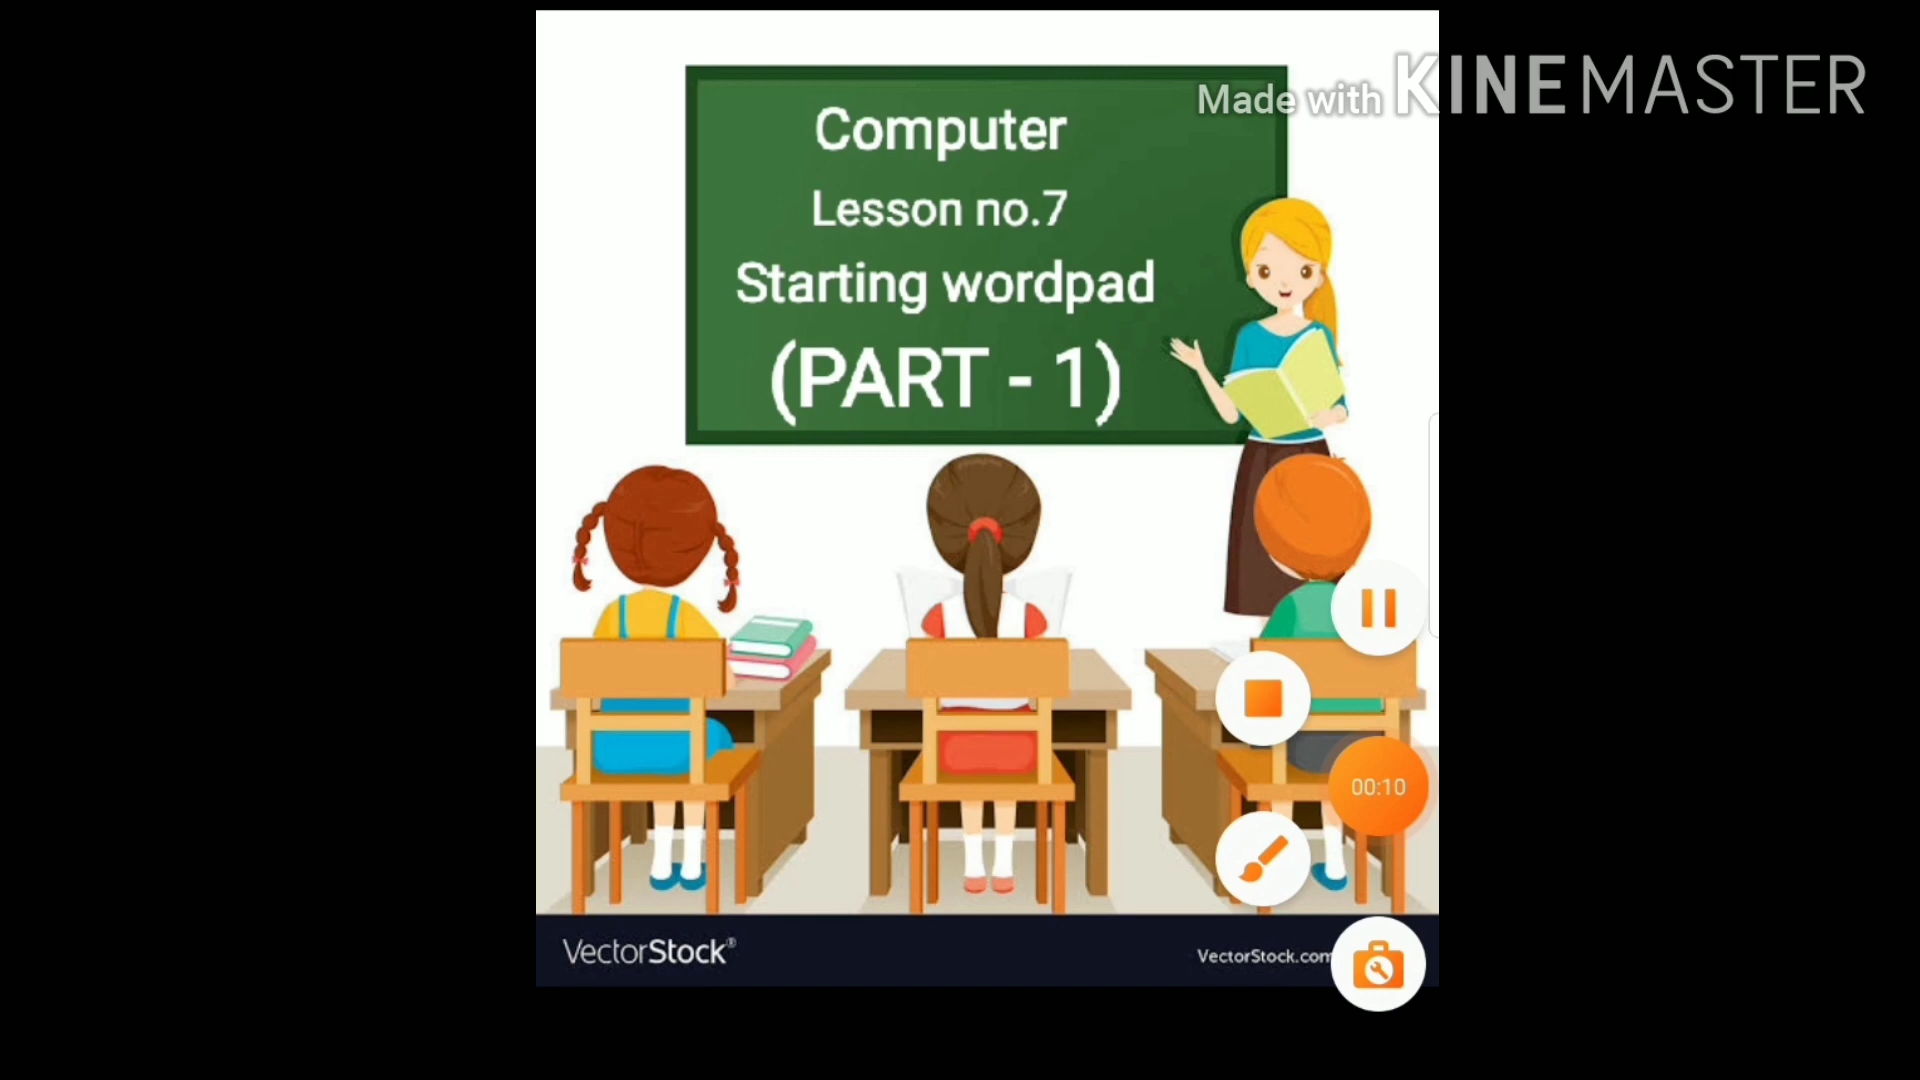 Made with KINEMASTER
Computer
Lesson no.7
Starting wordpad
(PART - 1)
00:10
VectorStock®
VectorStock.com